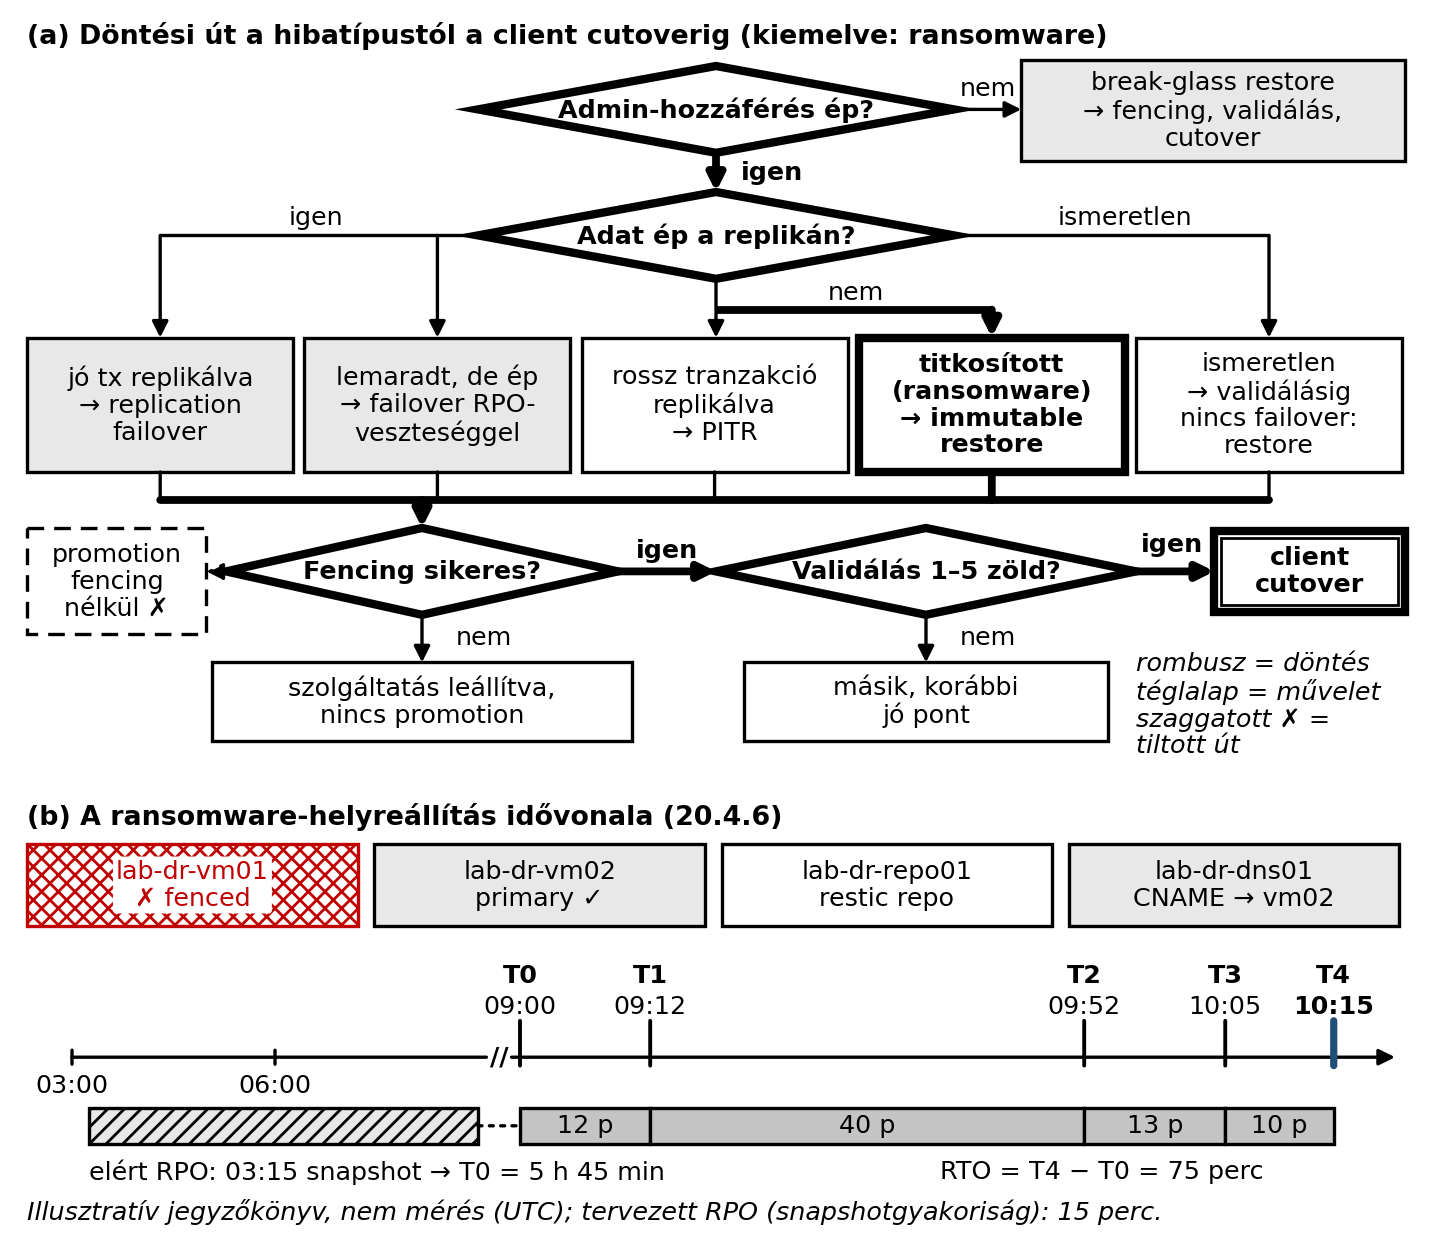 (a) Döntési út a hibatípustól a client cutoverig (kiemelve: ransomware)
Admin-hozzáférés ép?
nem
break-glass restore
→ fencing, validálás,
cutover
igen
igen
Adat ép a replikán?
ismeretlen
nem
jó tx replikálva
→ replication
failover
lemaradt, de ép
→ failover RPO-
veszteséggel
rossz tranzakció
replikálva
→ PITR
titkosított
(ransomware)
→ immutable
restore
ismeretlen
→ validálásig
nincs failover:
restore
promotion
fencing
nélkül ✗
Fencing sikeres?
igen
Validálás 1–5 zöld?
igen
client
cutover
nem
nem
szolgáltatás leállítva,
nincs promotion
másik, korábbi
jó pont
rombusz = döntés
téglalap = művelet
szaggatott ✗ =
tiltott út
(b) A ransomware-helyreállítás idővonala (20.4.6)
lab-dr-vm01
✗ fenced
lab-dr-vm02
primary ✓
lab-dr-repo01
restic repo
lab-dr-dns01
CNAME → vm02
T0
09:00
T1
09:12
T2
09:52
T3
10:05
T4
10:15
//
03:00
06:00
12 p
40 p
13 p
10 p
elért RPO: 03:15 snapshot → T0 = 5 h 45 min
RTO = T4 − T0 = 75 perc
Illusztratív jegyzőkönyv, nem mérés (UTC); tervezett RPO (snapshotgyakoriság): 15 perc.